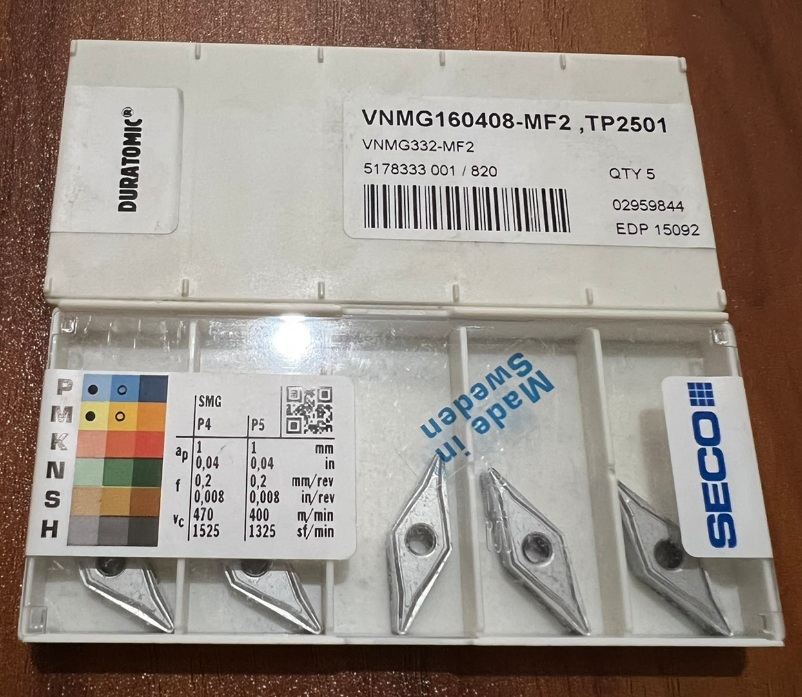 DURATOMIC®
VNMG160408-MF2 ,TP2501
VNMG332-MF2
5178333 001 / 820
QTY 5
02959844
EDP 15092
P
M
K
N
S
H
SMG
P4 P5
ap 1 1 mm
0,04 0,04 in
f 0,2 0,2 mm/rev
0,008 0,008 in/rev
vc 470 400 m/min
1525 1325 sf/min
Made in
Sweden
SECO